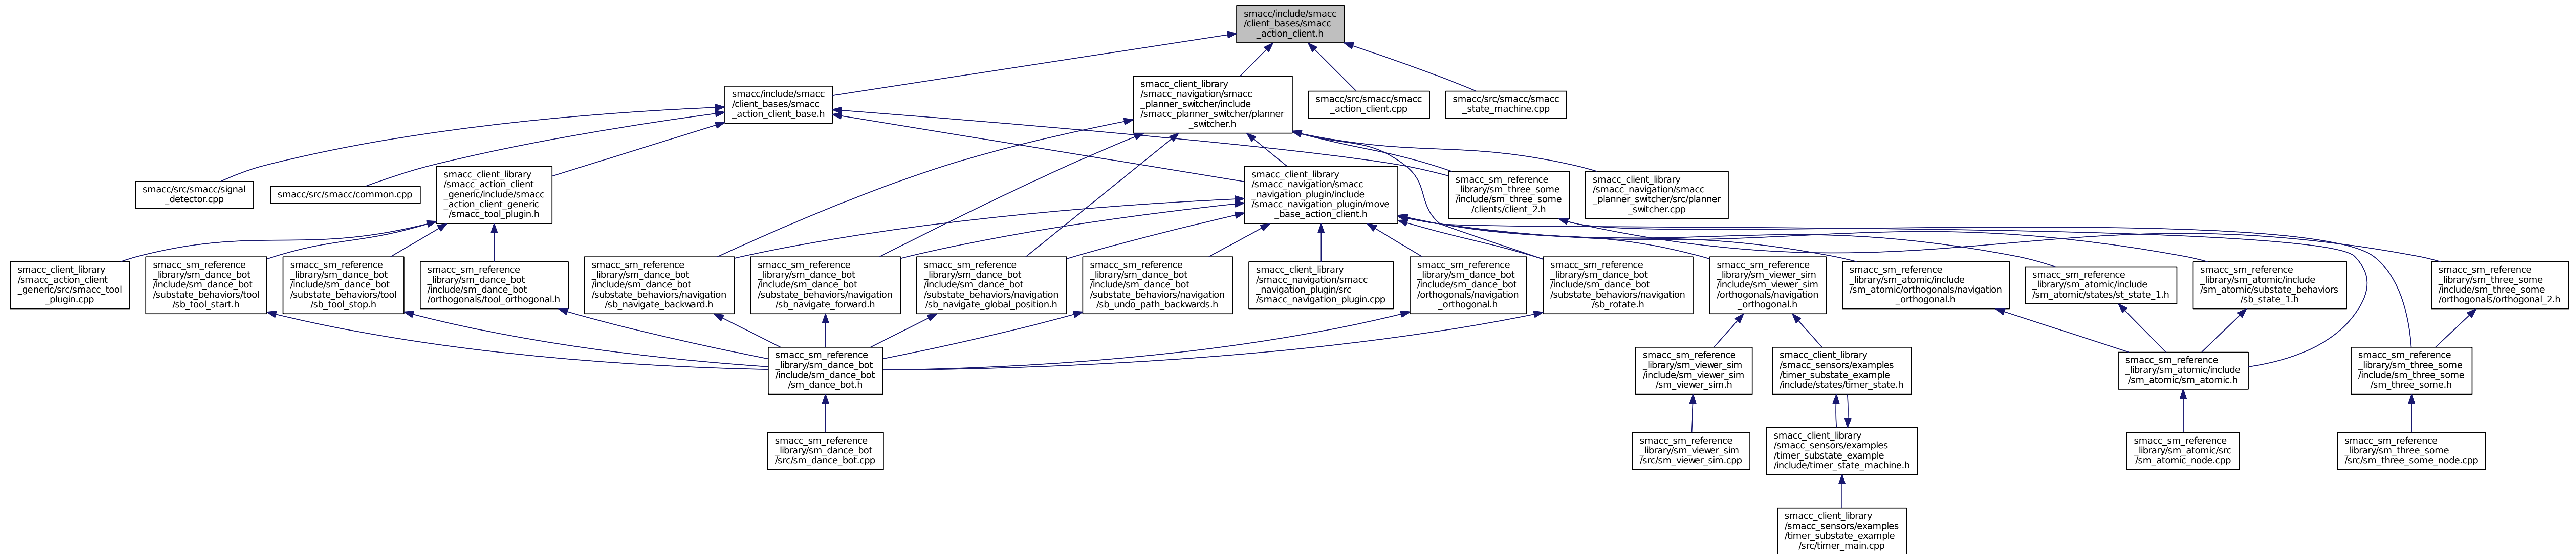 smacc/include/smacc
/client_bases/smacc
_action_client.h
smacc/include/smacc
/client_bases/smacc
_action_client_base.h
smacc_client_library
/smacc_navigation/smacc
_planner_switcher/include
/smacc_planner_switcher/planner
_switcher.h
smacc/src/smacc/smacc
_action_client.cpp
smacc/src/smacc/smacc
_state_machine.cpp
smacc/src/smacc/signal
_detector.cpp
smacc/src/smacc/common.cpp
smacc_client_library
/smacc_action_client
_generic/include/smacc
_action_client_generic
/smacc_tool_plugin.h
smacc_client_library
/smacc_navigation/smacc
_navigation_plugin/include
/smacc_navigation_plugin/move
_base_action_client.h
smacc_sm_reference
_library/sm_three_some
/include/sm_three_some
/clients/client_2.h
smacc_client_library
/smacc_navigation/smacc
_planner_switcher/src/planner
_switcher.cpp
smacc_client_library
/smacc_action_client
_generic/src/smacc_tool
_plugin.cpp
smacc_sm_reference
_library/sm_dance_bot
/include/sm_dance_bot
/substate_behaviors/tool
/sb_tool_start.h
smacc_sm_reference
_library/sm_dance_bot
/include/sm_dance_bot
/substate_behaviors/tool
/sb_tool_stop.h
smacc_sm_reference
_library/sm_dance_bot
/include/sm_dance_bot
/orthogonals/tool_orthogonal.h
smacc_sm_reference
_library/sm_dance_bot
/include/sm_dance_bot
/substate_behaviors/navigation
/sb_navigate_backward.h
smacc_sm_reference
_library/sm_dance_bot
/include/sm_dance_bot
/substate_behaviors/navigation
/sb_navigate_forward.h
smacc_sm_reference
_library/sm_dance_bot
/include/sm_dance_bot
/substate_behaviors/navigation
/sb_navigate_global_position.h
smacc_sm_reference
_library/sm_dance_bot
/include/sm_dance_bot
/substate_behaviors/navigation
/sb_undo_path_backwards.h
smacc_client_library
/smacc_navigation/smacc
_navigation_plugin/src
/smacc_navigation_plugin.cpp
smacc_sm_reference
_library/sm_dance_bot
/include/sm_dance_bot
/orthogonals/navigation
_orthogonal.h
smacc_sm_reference
_library/sm_dance_bot
/include/sm_dance_bot
/substate_behaviors/navigation
/sb_rotate.h
smacc_sm_reference
_library/sm_viewer_sim
/include/sm_viewer_sim
/orthogonals/navigation
_orthogonal.h
smacc_sm_reference
_library/sm_atomic/include
/sm_atomic/orthogonals/navigation
_orthogonal.h
smacc_sm_reference
_library/sm_atomic/include
/sm_atomic/states/st_state_1.h
smacc_sm_reference
_library/sm_atomic/include
/sm_atomic/substate_behaviors
/sb_state_1.h
smacc_sm_reference
_library/sm_three_some
/include/sm_three_some
/orthogonals/orthogonal_2.h
smacc_sm_reference
_library/sm_dance_bot
/include/sm_dance_bot
/sm_dance_bot.h
smacc_sm_reference
_library/sm_viewer_sim
/include/sm_viewer_sim
/sm_viewer_sim.h
smacc_client_library
/smacc_sensors/examples
/timer_substate_example
/include/states/timer_state.h
smacc_sm_reference
_library/sm_atomic/include
/sm_atomic/sm_atomic.h
smacc_sm_reference
_library/sm_three_some
/include/sm_three_some
/sm_three_some.h
smacc_sm_reference
_library/sm_dance_bot
/src/sm_dance_bot.cpp
smacc_sm_reference
_library/sm_viewer_sim
/src/sm_viewer_sim.cpp
smacc_client_library
/smacc_sensors/examples
/timer_substate_example
/include/timer_state_machine.h
smacc_sm_reference
_library/sm_atomic/src
/sm_atomic_node.cpp
smacc_sm_reference
_library/sm_three_some
/src/sm_three_some_node.cpp
smacc_client_library
/smacc_sensors/examples
/timer_substate_example
/src/timer_main.cpp